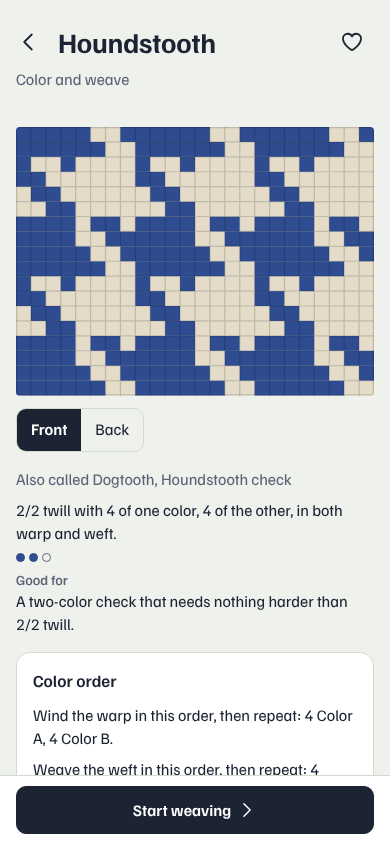 Houndstooth
Color and weave
Front
Back
Also called Dogtooth, Houndstooth check
2/2 twill with 4 of one color, 4 of the other, in both
warp and weft.
Good for
A two-color check that needs nothing harder than
2/2 twill.
Color order
Wind the warp in this order, then repeat: 4 Color
A, 4 Color B.
Weave the weft in this order, then repeat: 4
Start weaving